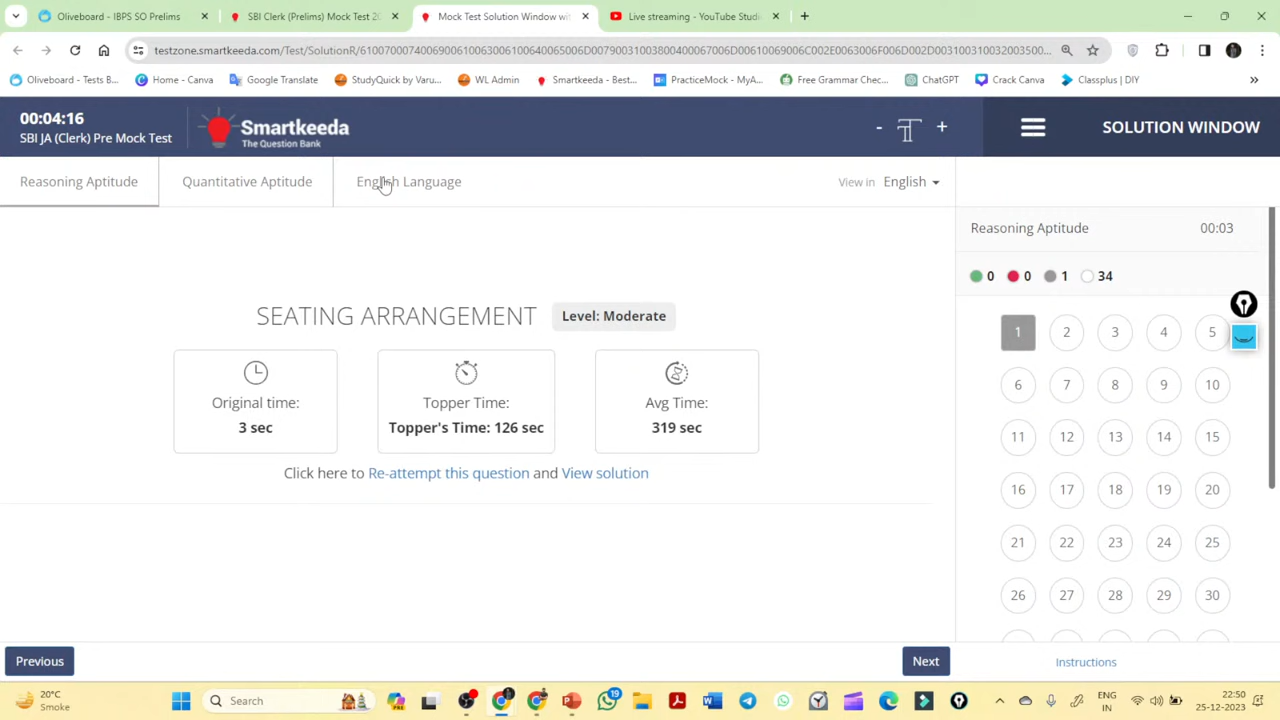 Oliveboard - IBPS SO Prelims
SBI Clerk (Prelims) Mock Test 20
Mock Test Solution Window wit
Live streaming - YouTube Studi
testzone.smartkeeda.com/Test/SolutionR/610070007400690061006300610064006500790031003800400067006D00610069006C002E0063006F006D002D003100310032003500...
Oliveboard - Tests B...
Home - Canva
Google Translate
StudyQuick by Varu...
WL Admin
Smartkeeda - Best...
PracticeMock - MyA...
Free Grammar Chec...
ChatGPT
Crack Canva
Classplus | DIY
00:04:16
SBI JA (Clerk) Pre Mock Test
Smartkeeda
The Question Bank
- T +
SOLUTION WINDOW
Reasoning Aptitude
Quantitative Aptitude
English Language
View in English
Reasoning Aptitude 00:03
0 0 1 34
SEATING ARRANGEMENT
Level: Moderate
Original time:
3 sec
Topper Time:
Topper's Time: 126 sec
Avg Time:
319 sec
Click here to Re-attempt this question and View solution
1 2 3 4 5
6 7 8 9 10
11 12 13 14 15
16 17 18 19 20
21 22 23 24 25
26 27 28 29 30
Previous
Next
Instructions
20°C
Smoke
Search
19
ENG
IN
22:50
25-12-2023